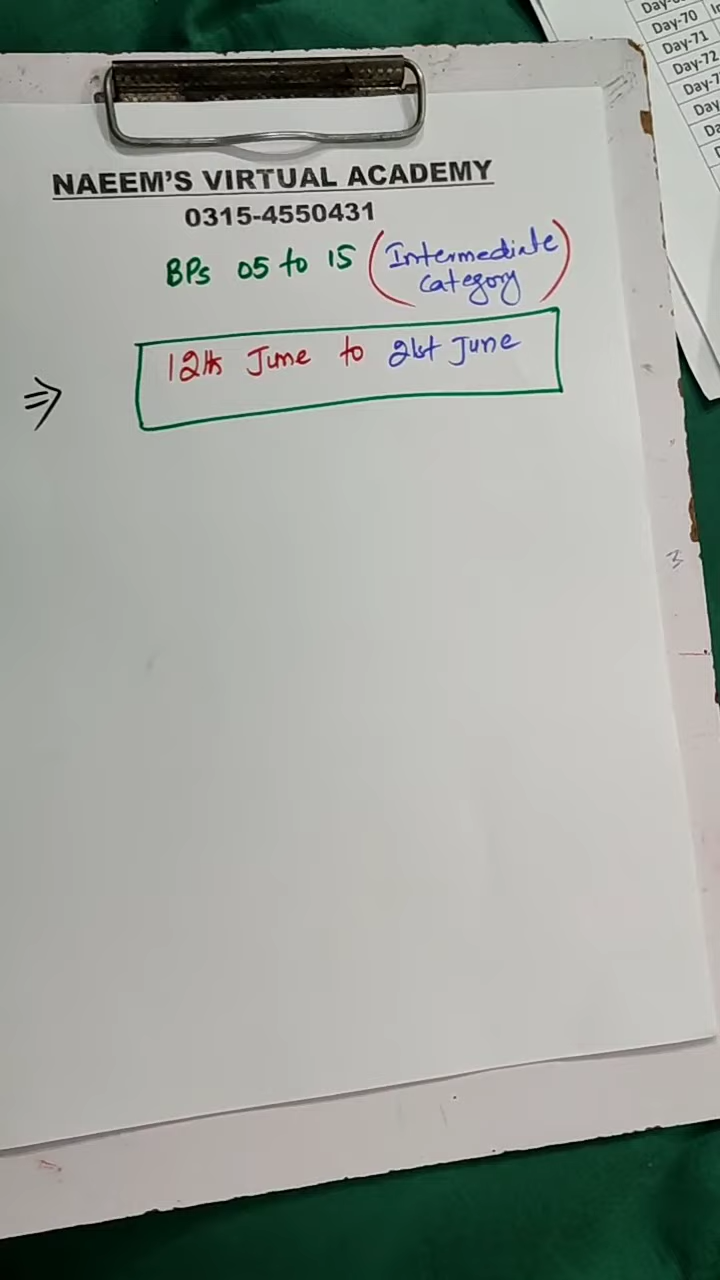 NAEEM'S VIRTUAL ACADEMY
0315-4550431
BPs 05 to 15 (Intermediate
Category)
⇒ 12th June to 21st June
Day-70
Day-71
Day-72
Day